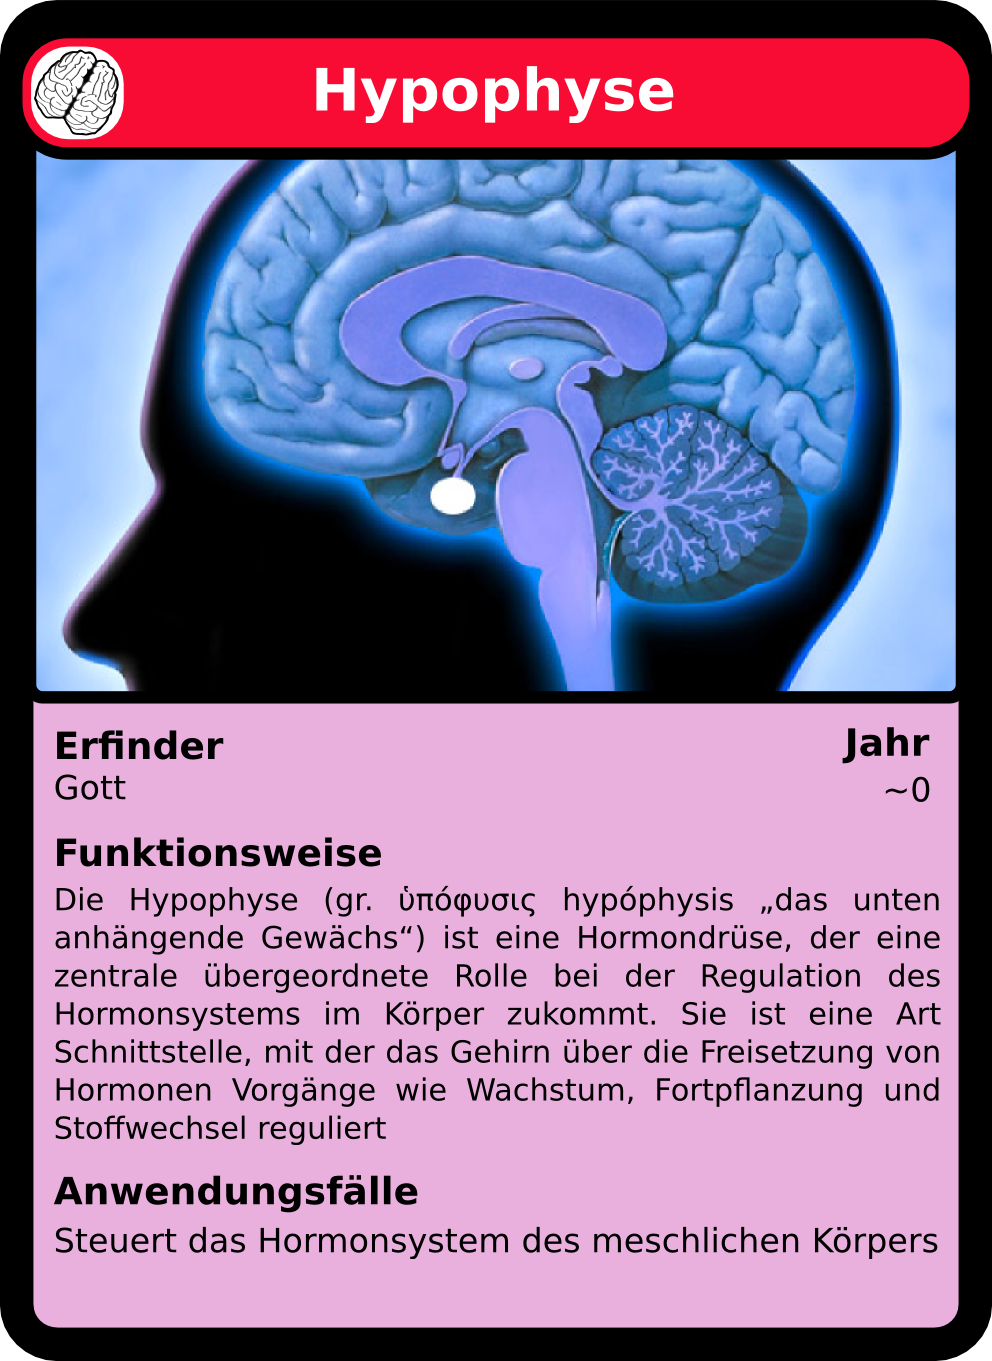 Hypophyse
Erfinder
Jahr
Gott
~0
Funktionsweise
Die Hypophyse (gr. ὑπόφυσις hypóphysis „das unten
anhängende Gewächs“) ist eine Hormondrüse, der eine
zentrale übergeordnete Rolle bei der Regulation des
Hormonsystems im Körper zukommt. Sie ist eine Art
Schnittstelle, mit der das Gehirn über die Freisetzung von
Hormonen Vorgänge wie Wachstum, Fortpflanzung und
Stoffwechsel reguliert
Anwendungsfälle
Steuert das Hormonsystem des meschlichen Körpers